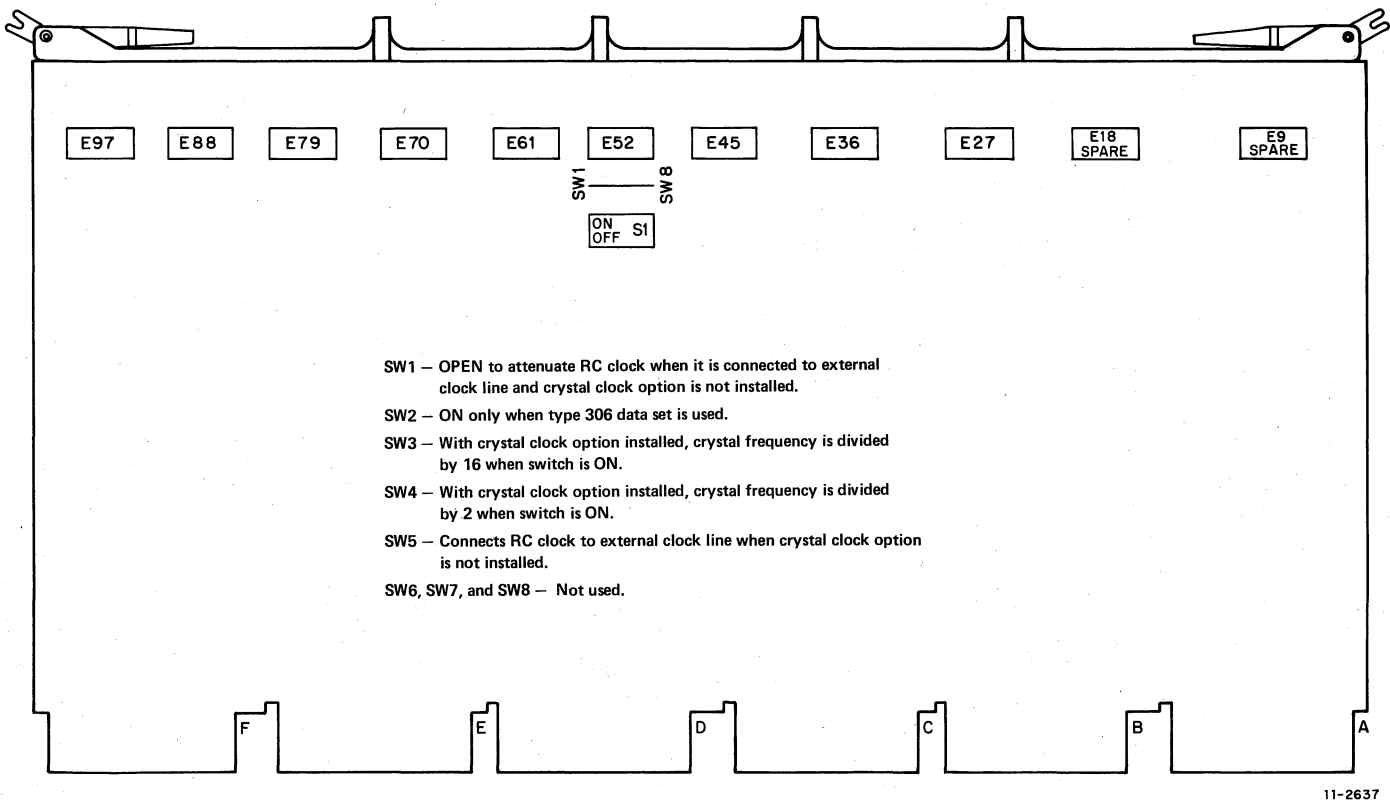 E97 E88 E79 E70 E61 E52 E45 E36 E27 E18 SPARE E9 SPARE
SW1 SW8
ON
OFF S1
SW1 — OPEN to attenuate RC clock when it is connected to external
clock line and crystal clock option is not installed.
SW2 — ON only when type 306 data set is used.
SW3 — With crystal clock option installed, crystal frequency is divided
by 16 when switch is ON.
SW4 — With crystal clock option installed, crystal frequency is divided
by 2 when switch is ON.
SW5 — Connects RC clock to external clock line when crystal clock option
is not installed.
SW6, SW7, and SW8 — Not used.
F E D C B A
11-2637